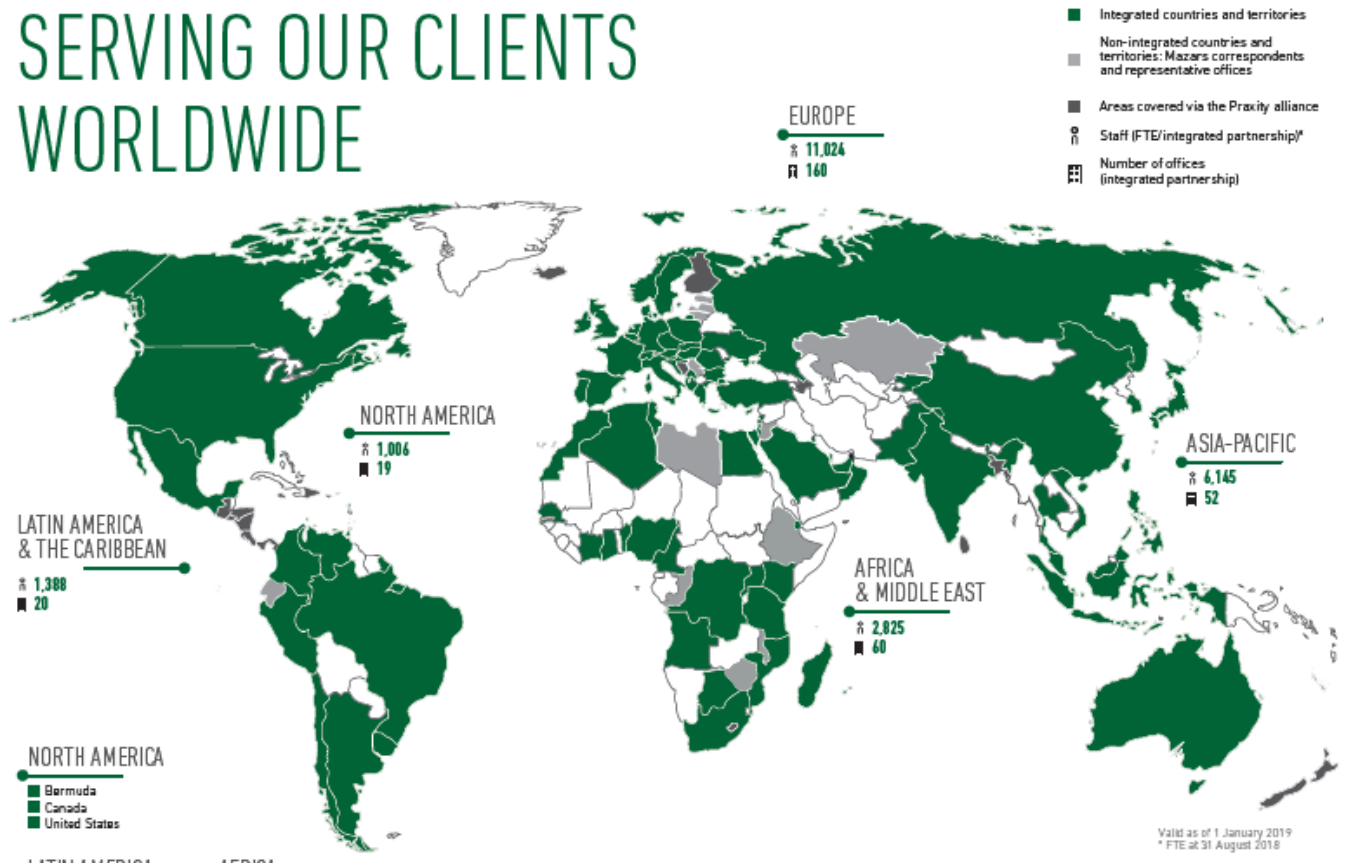 SERVING OUR CLIENTS
WORLDWIDE
Integrated countries and territories
Non-integrated countries and
territories: Mazars correspondents
and representative offices
Areas covered via the Praxity alliance
Staff (FTE/integrated partnership)*
Number of offices
(integrated partnership)
EUROPE
11,024
160
NORTH AMERICA
1,006
19
ASIA-PACIFIC
6,145
52
LATIN AMERICA
& THE CARIBBEAN
1,388
20
AFRICA
& MIDDLE EAST
2,825
60
NORTH AMERICA
Bermuda
Canada
United States
Valid as of 1 January 2019
* FTE at 31 August 2018
LATIN AMERICA
AFRICA